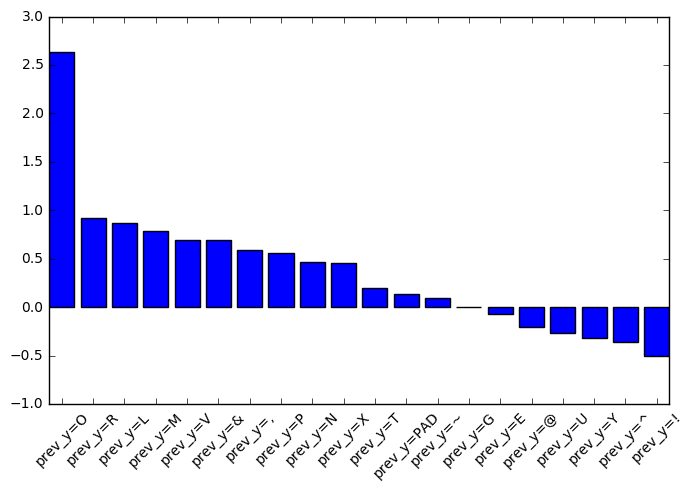 3.0
2.5
2.0
1.5
1.0
0.5
0.0
−0.5
−1.0
prev_y=O
prev_y=R
prev_y=L
prev_y=M
prev_y=V
prev_y=&
prev_y=,
prev_y=P
prev_y=N
prev_y=X
prev_y=T
prev_y=PAD
prev_y=~
prev_y=G
prev_y=E
prev_y=@
prev_y=U
prev_y=Y
prev_y=^
prev_y=!